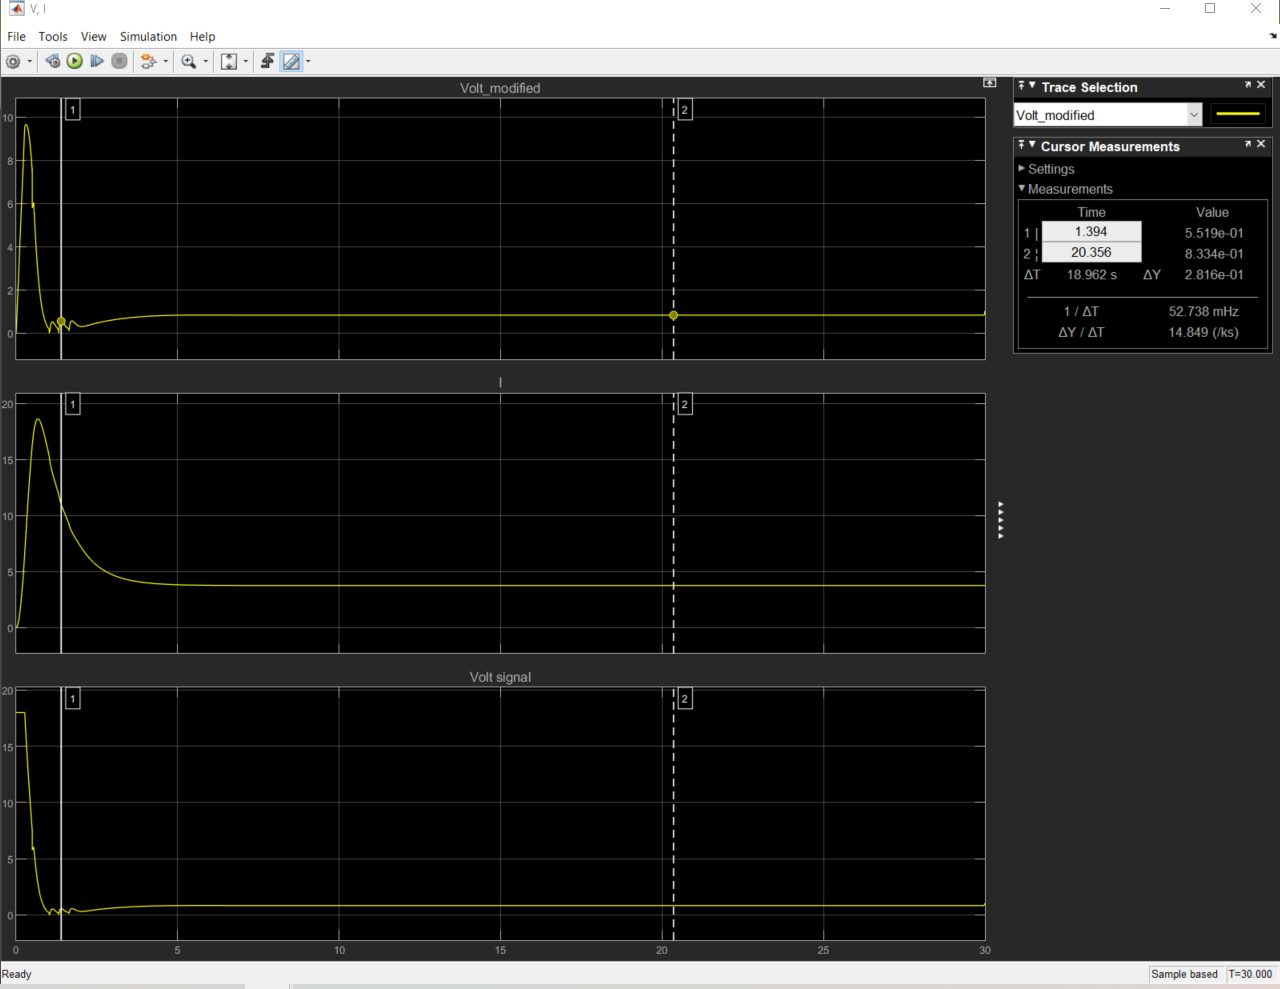 V, I
File Tools View Simulation Help
Volt_modified
1
2
10
8
6
4
2
0
I
1
2
20
15
10
5
0
Volt signal
1
2
20
15
10
5
0
0 5 10 15 20 25 30
Trace Selection
Volt_modified
Cursor Measurements
Settings
Measurements
Time Value
1 | 1.394 5.519e-01
2 ¦ 20.356 8.334e-01
ΔT 18.962 s ΔY 2.816e-01
1 / ΔT 52.738 mHz
ΔY / ΔT 14.849 (/ks)
Ready Sample based T=30.000